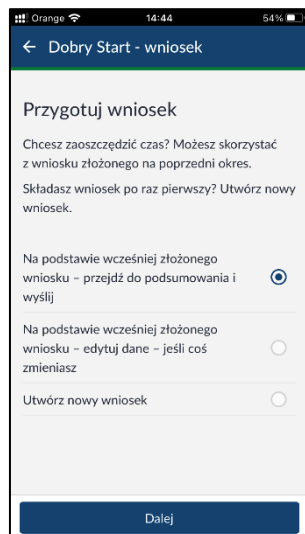 Orange 14:44 54%
← Dobry Start - wniosek
Przygotuj wniosek
Chcesz zaoszczędzić czas? Możesz skorzystać
z wniosku złożonego na poprzedni okres.
Składasz wniosek po raz pierwszy? Utwórz nowy
wniosek.
Na podstawie wcześniej złożonego
wniosku – przejdź do podsumowania i
wyślij
Na podstawie wcześniej złożonego
wniosku – edytuj dane – jeśli coś
zmieniasz
Utwórz nowy wniosek
Dalej